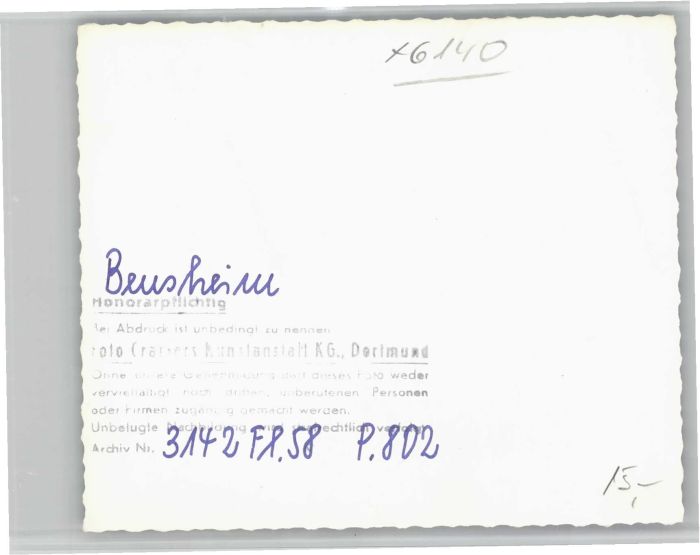 *6140
Bensheim
Honorarpflichtig
Bei Abdruck ist unbedingt zu nennen
Foto Cramers Kunstanstalt KG., Dortmund
Ohne unsere Genehmigung darf dieses Foto weder
vervielfältigt noch dritten, unberufenen Personen
oder Firmen zugängig gemacht werden.
Unbefugte Nachbildung wird strafrechtlich verfolgt
Archiv Nr. 3142 Fl.58 P.802
15,-